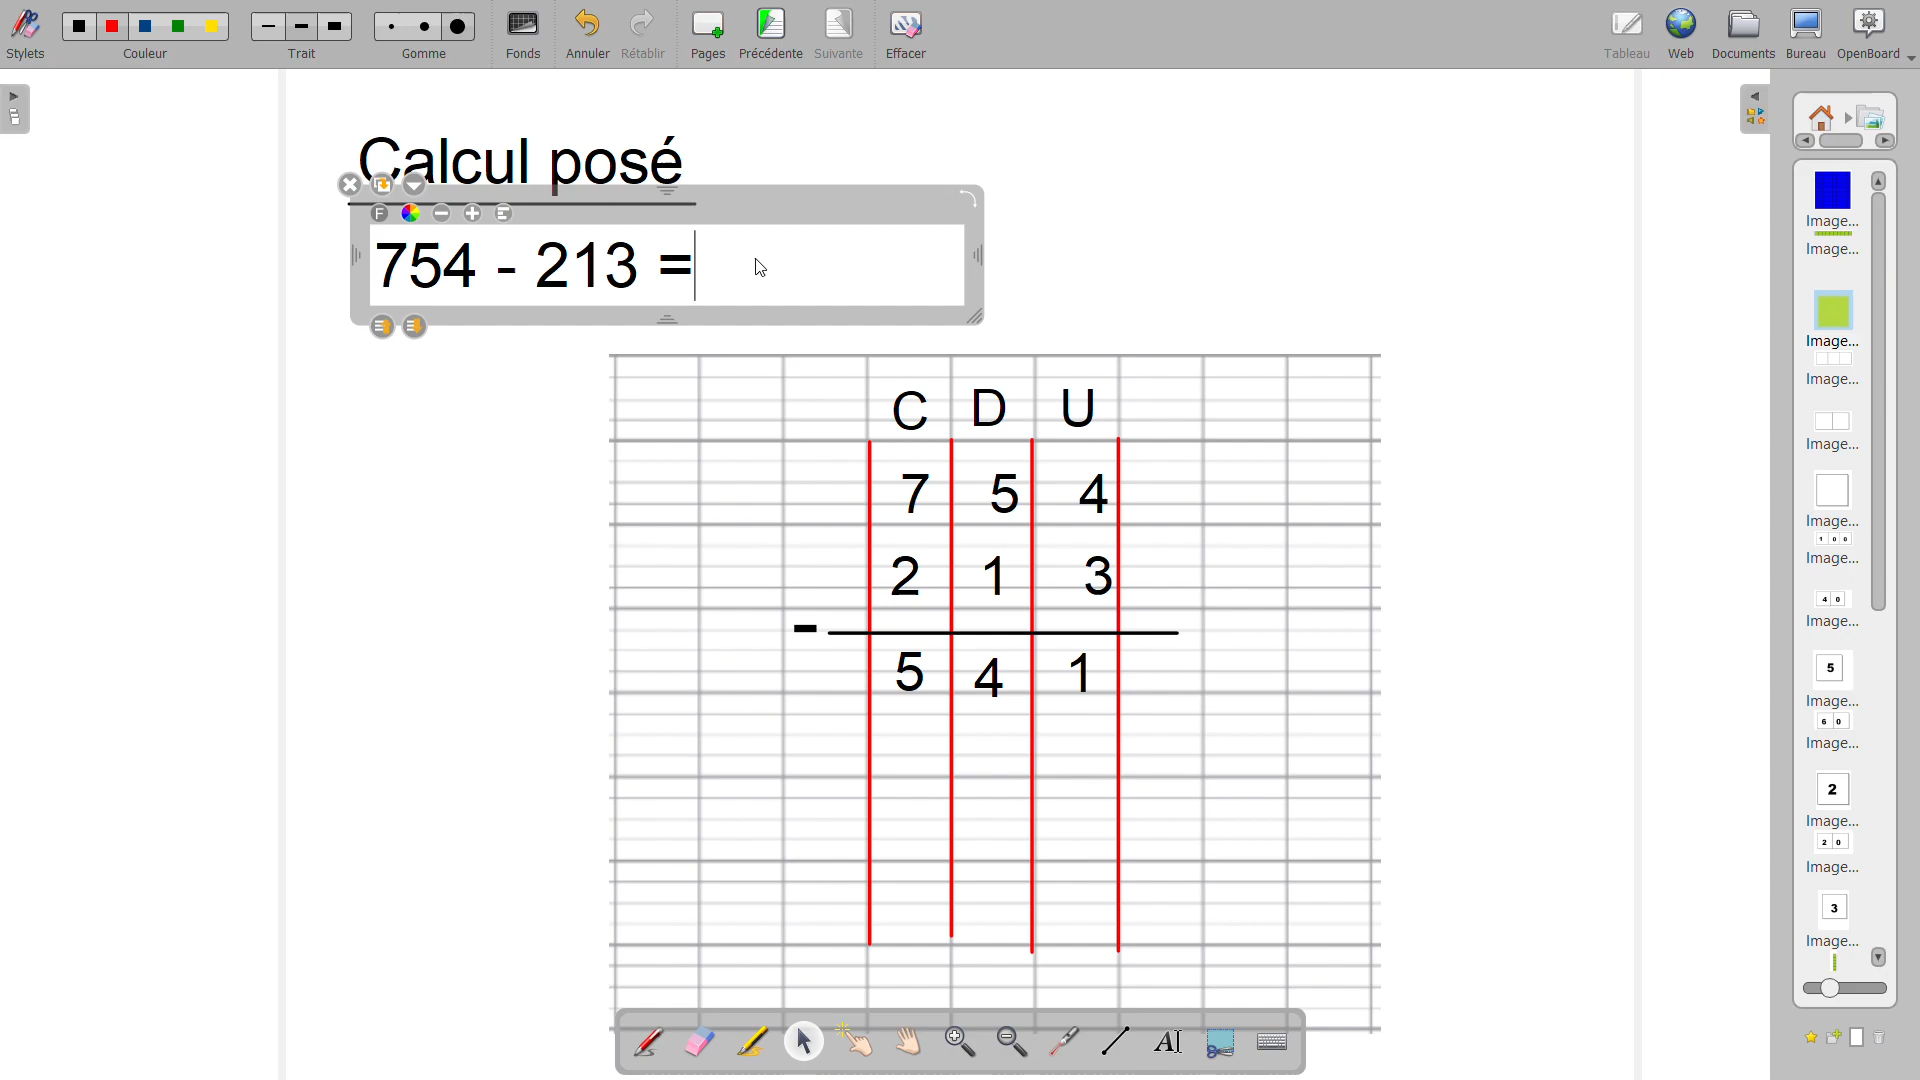 Stylets
Couleur
Trait
Gomme
Fonds
Annuler
Rétablir
Pages
Précédente
Suivante
Effacer
Tableau
Web
Documents
Bureau
OpenBoard
Calcul posé
F
754 - 213 =
C D U
7 5 4
2 1 3
-
5 4 1
Image...
Image...
Image...
Image...
Image...
Image...
1 0 0
Image...
4 0
Image...
5
Image...
6 0
Image...
2
Image...
2 0
Image...
3
Image...
AI